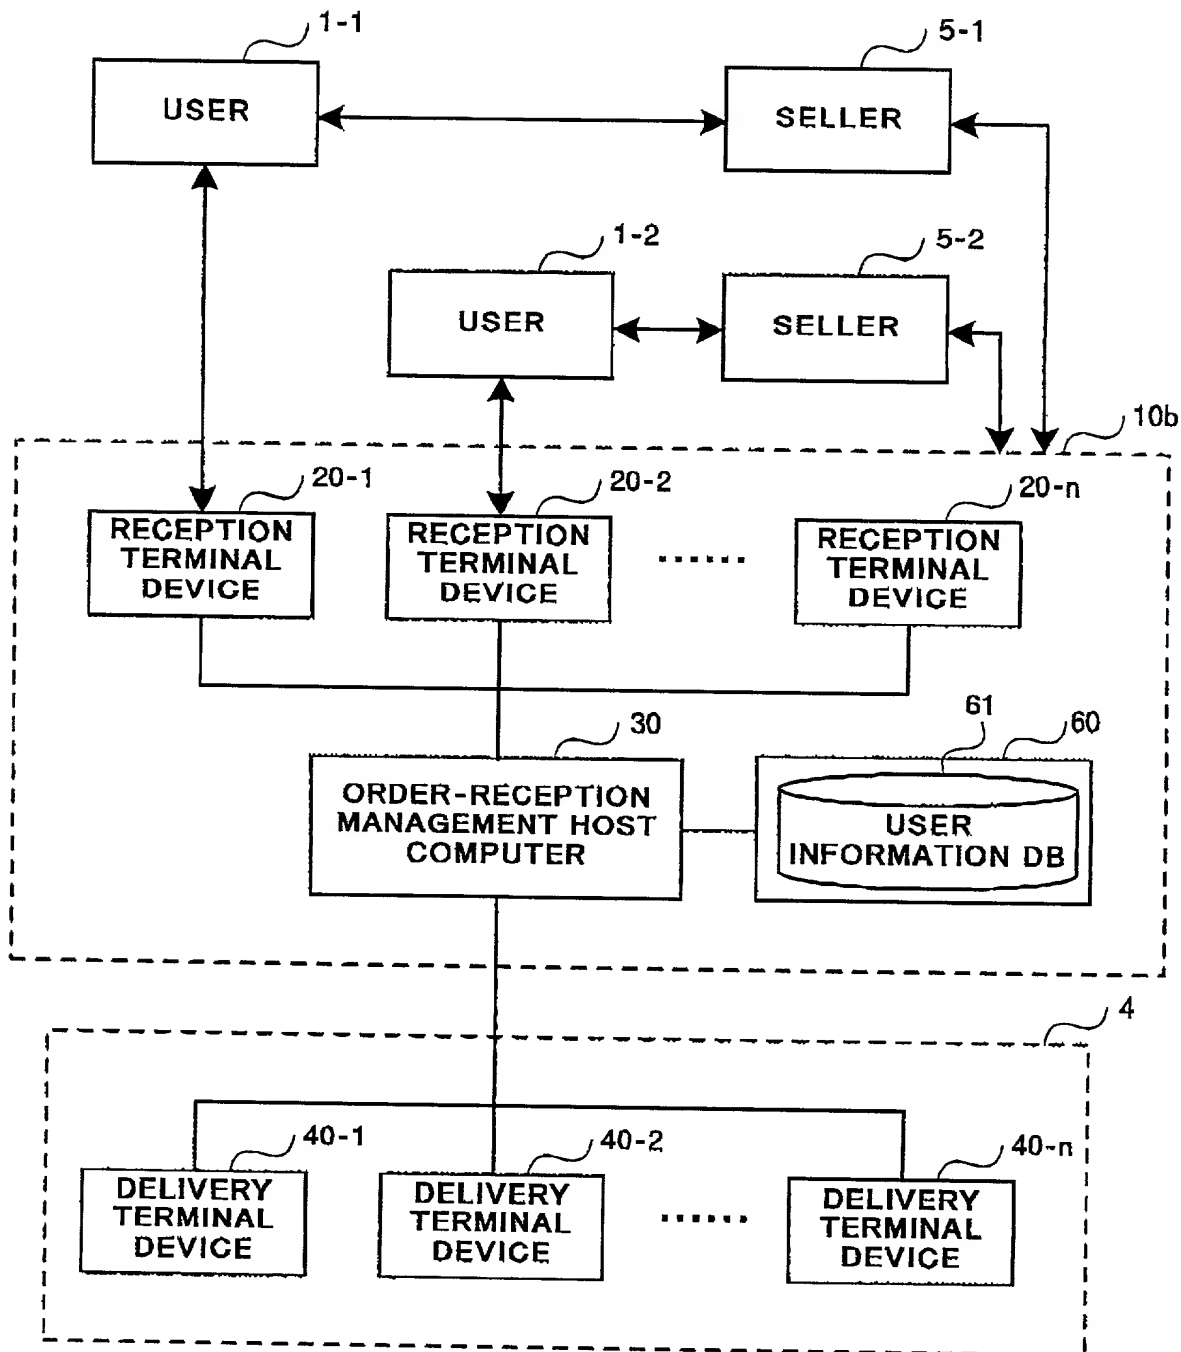 1-1
5-1
USER
SELLER
1-2
5-2
USER
SELLER
10b
20-1
20-2
20-n
RECEPTION
TERMINAL
DEVICE
RECEPTION
TERMINAL
DEVICE
RECEPTION
TERMINAL
DEVICE
30
61
60
ORDER-RECEPTION
MANAGEMENT HOST
COMPUTER
USER
INFORMATION DB
4
40-1
40-2
40-n
DELIVERY
TERMINAL
DEVICE
DELIVERY
TERMINAL
DEVICE
DELIVERY
TERMINAL
DEVICE